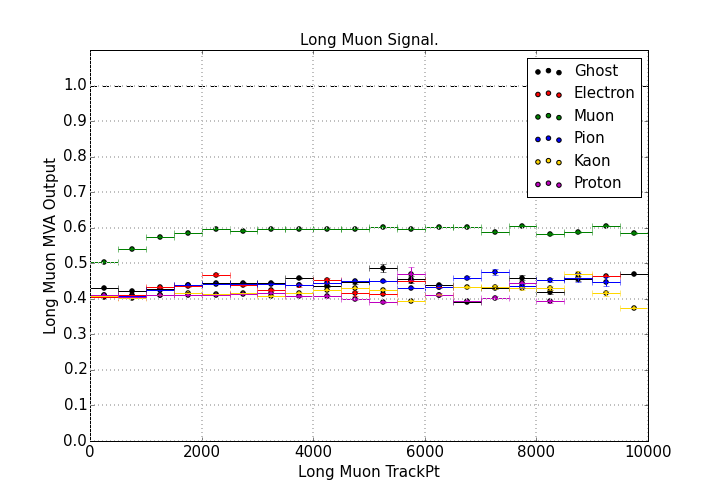 Long Muon Signal.
Ghost
Electron
Muon
Pion
Kaon
Proton
1.0
0.9
0.8
0.7
0.6
0.5
0.4
0.3
0.2
0.1
0.0
Long Muon MVA Output
0 2000 4000 6000 8000 10000
Long Muon TrackPt